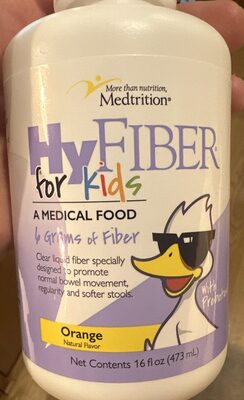 More than nutrition,
Medtrition®
HyFIBER®
for kids
A MEDICAL FOOD
6 Grams of Fiber
Clear liquid fiber specially
designed to promote
normal bowel movement,
regularity and softer stools.
With
Orange
Natural Flavor
Net Contents 16 fl oz (473 mL)